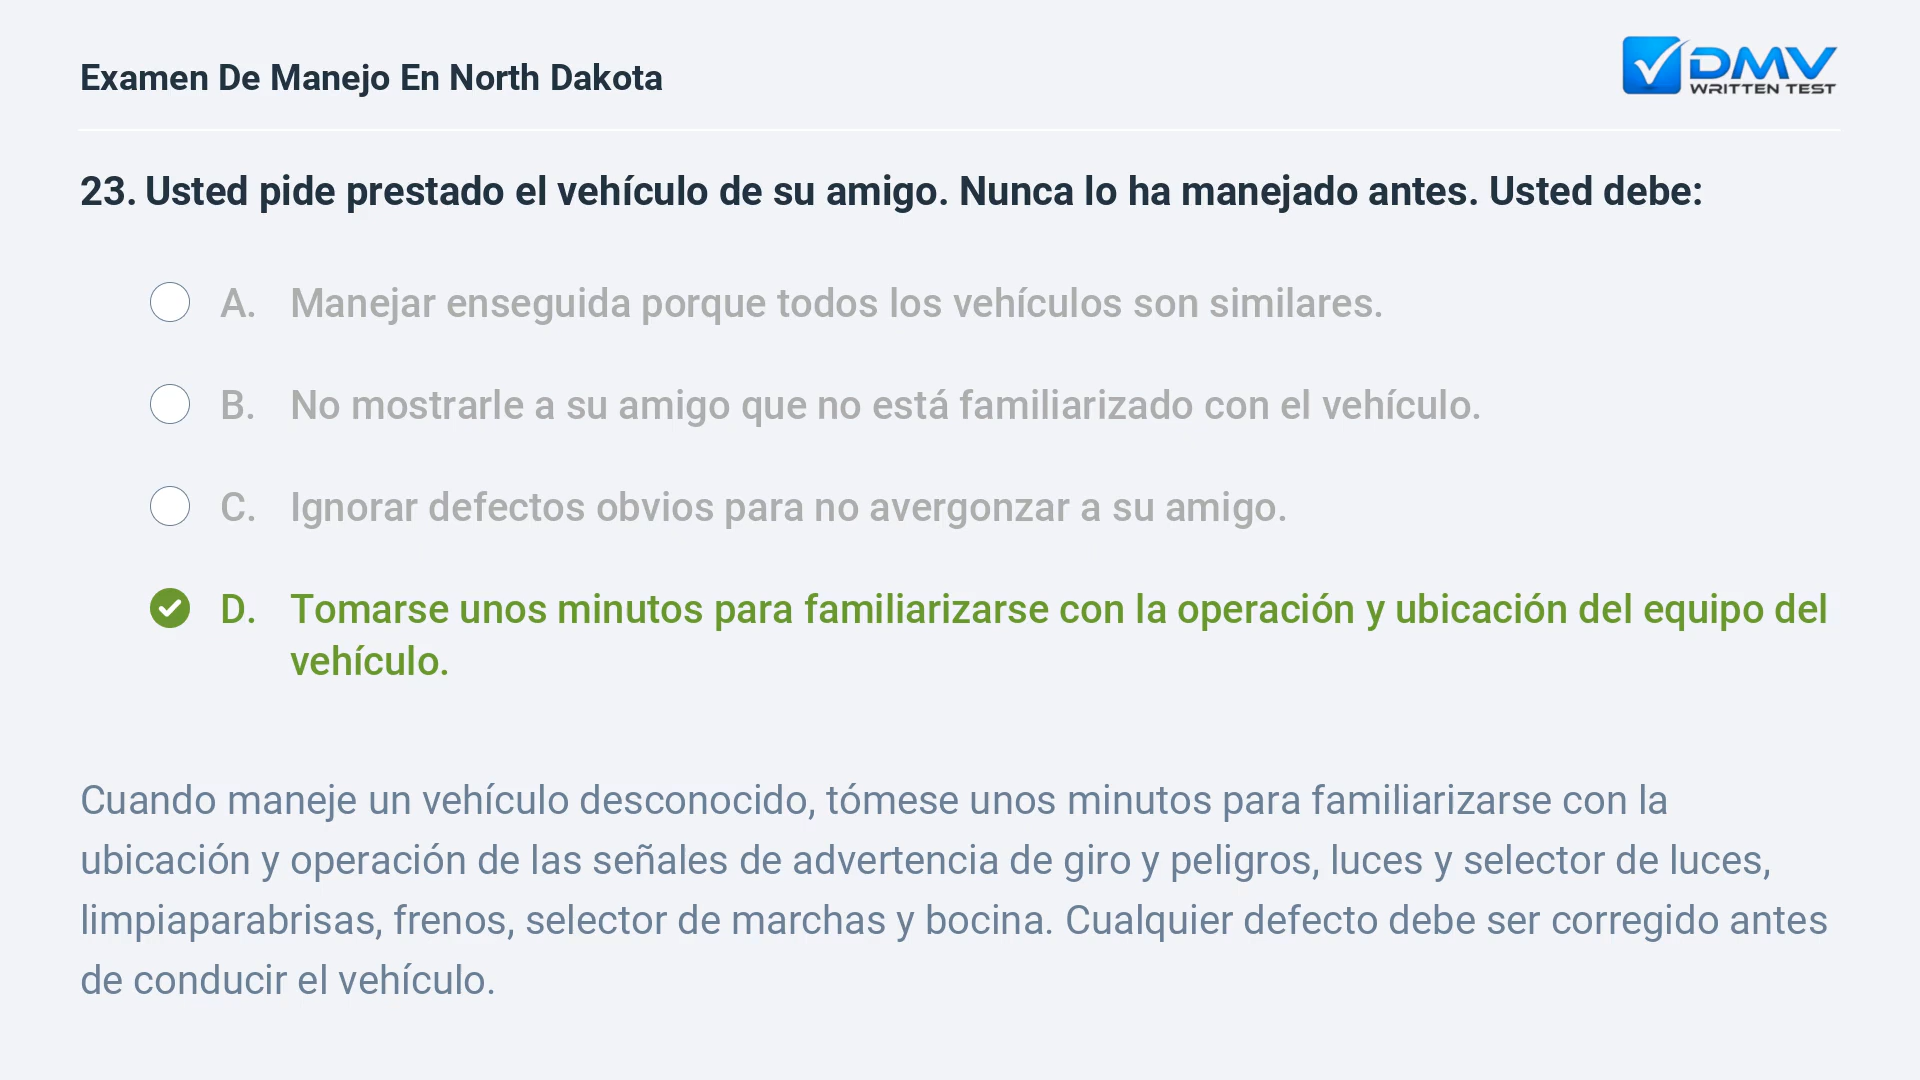 Examen De Manejo En North Dakota
DMV
WRITTEN TEST
23. Usted pide prestado el vehículo de su amigo. Nunca lo ha manejado antes. Usted debe:
A. Manejar enseguida porque todos los vehículos son similares.
B. No mostrarle a su amigo que no está familiarizado con el vehículo.
C. Ignorar defectos obvios para no avergonzar a su amigo.
D. Tomarse unos minutos para familiarizarse con la operación y ubicación del equipo del
vehículo.
Cuando maneje un vehículo desconocido, tómese unos minutos para familiarizarse con la
ubicación y operación de las señales de advertencia de giro y peligros, luces y selector de luces,
limpiaparabrisas, frenos, selector de marchas y bocina. Cualquier defecto debe ser corregido antes
de conducir el vehículo.